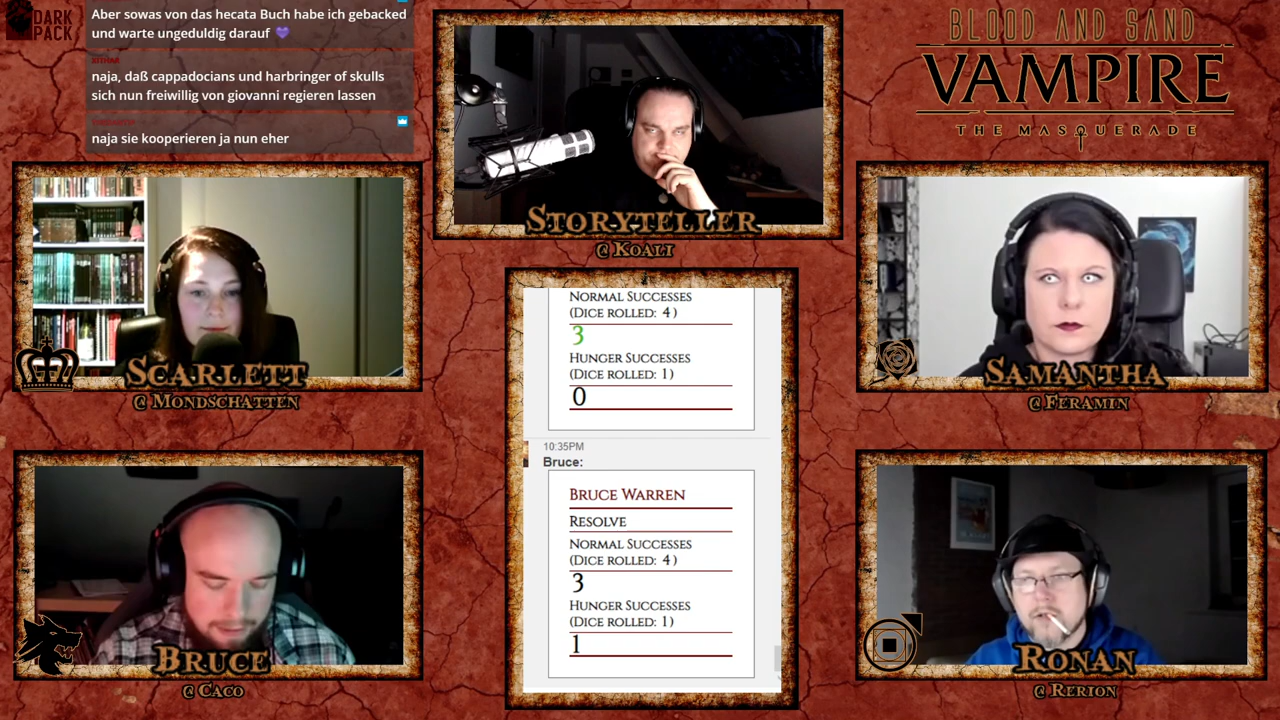 DARK
PACK
Aber sowas von das hecata Buch habe ich gebacked
und warte ungeduldig darauf 💜
naja, daß cappadocians und harbringer of skulls
sich nun freiwillig von giovanni regieren lassen
naja sie kooperieren ja nun eher
BLOOD AND SAND
VAMPIRE
THE MASQUERADE
STORYTELLER
@ KOALI
SCARLETT
@ MONDSCHATTEN
SAMANTHA
@ FERAMIN
NORMAL SUCCESSES
(DICE ROLLED: 4 )
3
HUNGER SUCCESSES
(DICE ROLLED: 1)
0
10:35PM
Bruce:
BRUCE WARREN
RESOLVE
NORMAL SUCCESSES
(DICE ROLLED: 4 )
3
HUNGER SUCCESSES
(DICE ROLLED: 1)
1
BRUCE
@ CACO
RONAN
@ RERION